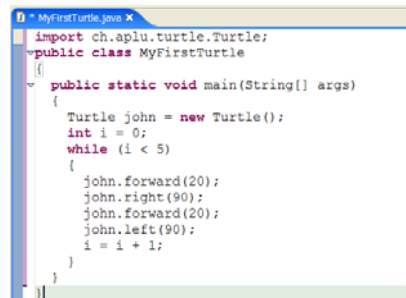 * MyFirstTurtle.java ✕
import ch.aplu.turtle.Turtle;
public class MyFirstTurtle
{
  public static void main(String[] args)
  {
    Turtle john = new Turtle();
    int i = 0;
    while (i < 5)
    {
      john.forward(20);
      john.right(90);
      john.forward(20);
      john.left(90);
      i = i + 1;
    }
  }
}